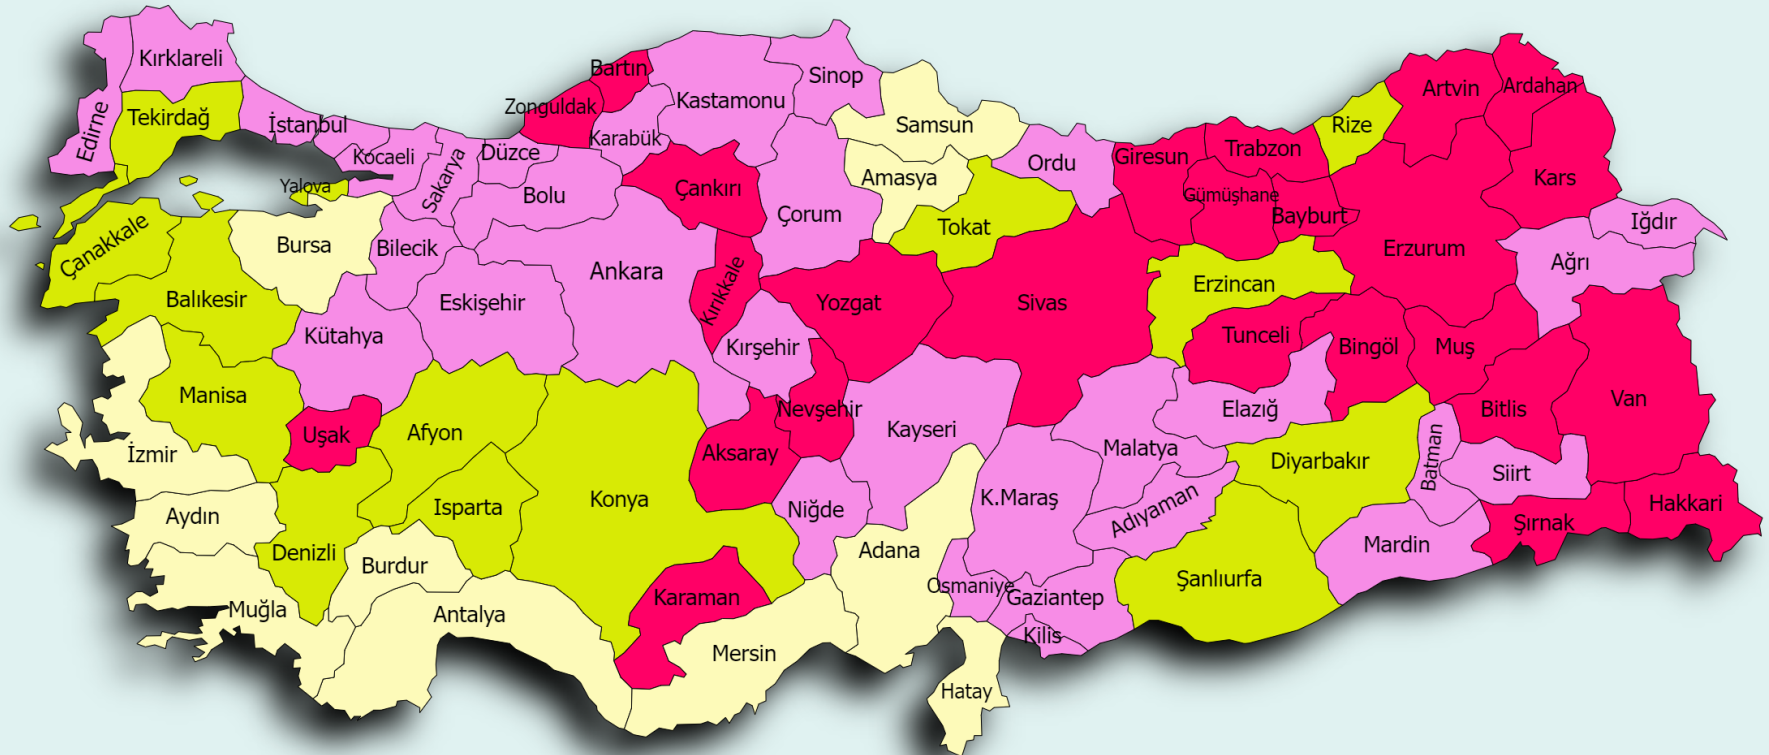 Kırklareli
Edirne
Tekirdağ
İstanbul
Kocaeli
Yalova
Sakarya
Düzce
Bolu
Zonguldak
Bartın
Karabük
Kastamonu
Sinop
Çankırı
Çorum
Samsun
Amasya
Tokat
Ordu
Giresun
Gümüşhane
Trabzon
Bayburt
Rize
Artvin
Ardahan
Kars
Iğdır
Ağrı
Erzurum
Erzincan
Çanakkale
Balıkesir
Bursa
Bilecik
Kütahya
Eskişehir
Ankara
Kırıkkale
Kırşehir
Yozgat
Sivas
Tunceli
Bingöl
Muş
Bitlis
Van
Manisa
Uşak
Afyon
İzmir
Aydın
Denizli
Isparta
Burdur
Muğla
Antalya
Konya
Aksaray
Nevşehir
Niğde
Kayseri
Karaman
Mersin
Adana
Osmaniye
Hatay
K.Maraş
Malatya
Elazığ
Adıyaman
Gaziantep
Kilis
Şanlıurfa
Diyarbakır
Batman
Siirt
Mardin
Şırnak
Hakkari